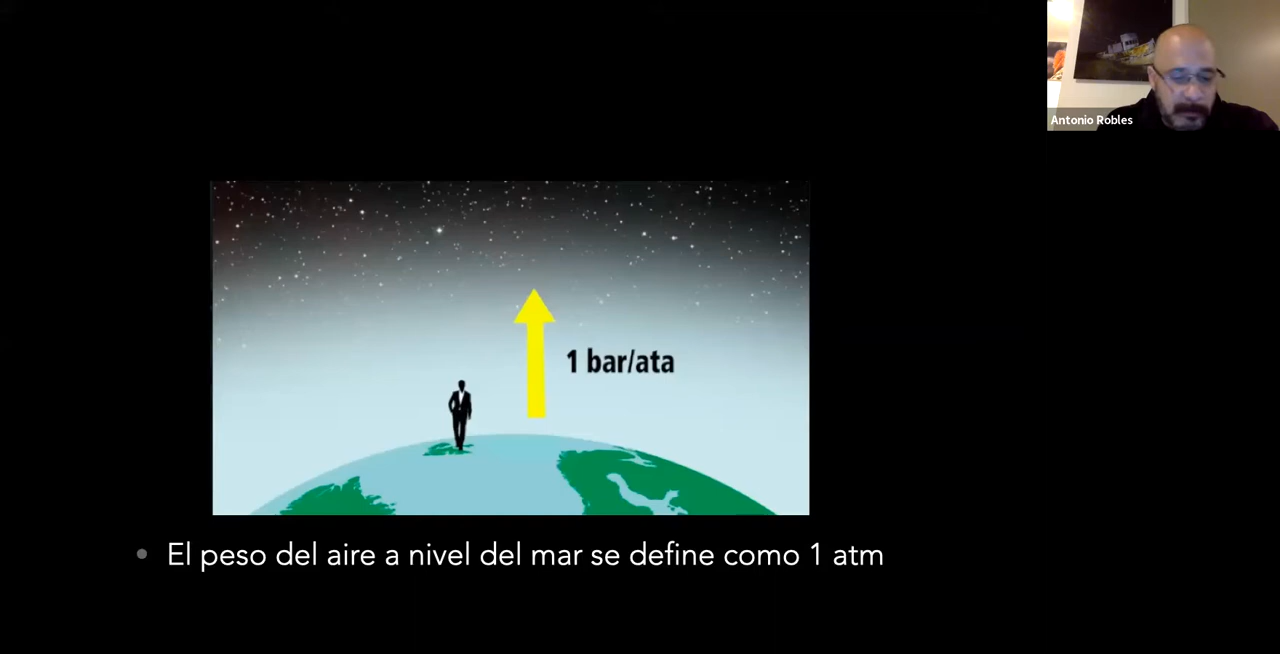 Antonio Robles
1 bar/ata
El peso del aire a nivel del mar se define como 1 atm